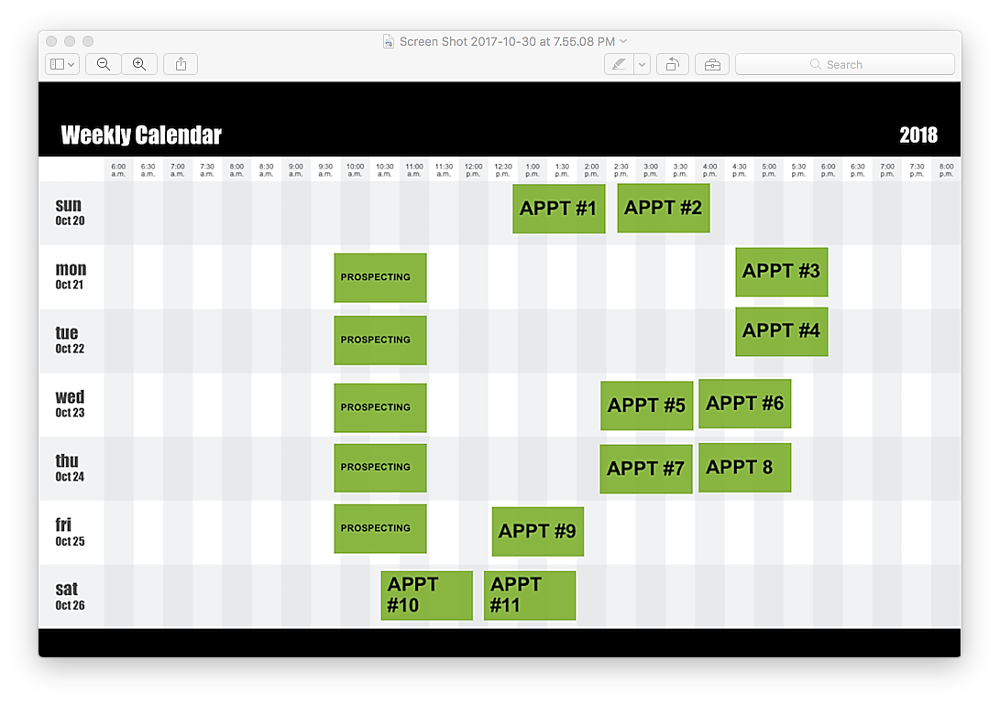 Screen Shot 2017-10-30 at 7.55.08 PM
Search
Weekly Calendar
2018
6:00 a.m. 6:30 a.m. 7:00 a.m. 7:30 a.m. 8:00 a.m. 8:30 a.m. 9:00 a.m. 9:30 a.m. 10:00 a.m. 10:30 a.m. 11:00 a.m. 11:30 a.m. 12:00 p.m. 12:30 p.m. 1:00 p.m. 1:30 p.m. 2:00 p.m. 2:30 p.m. 3:00 p.m. 3:30 p.m. 4:00 p.m. 4:30 p.m. 5:00 p.m. 5:30 p.m. 6:00 p.m. 6:30 p.m. 7:00 p.m. 7:30 p.m. 8:00 p.m.
sun
Oct 20
APPT #1
APPT #2
mon
Oct 21
PROSPECTING
APPT #3
tue
Oct 22
PROSPECTING
APPT #4
wed
Oct 23
PROSPECTING
APPT #5
APPT #6
thu
Oct 24
PROSPECTING
APPT #7
APPT 8
fri
Oct 25
PROSPECTING
APPT #9
sat
Oct 26
APPT
#10
APPT
#11